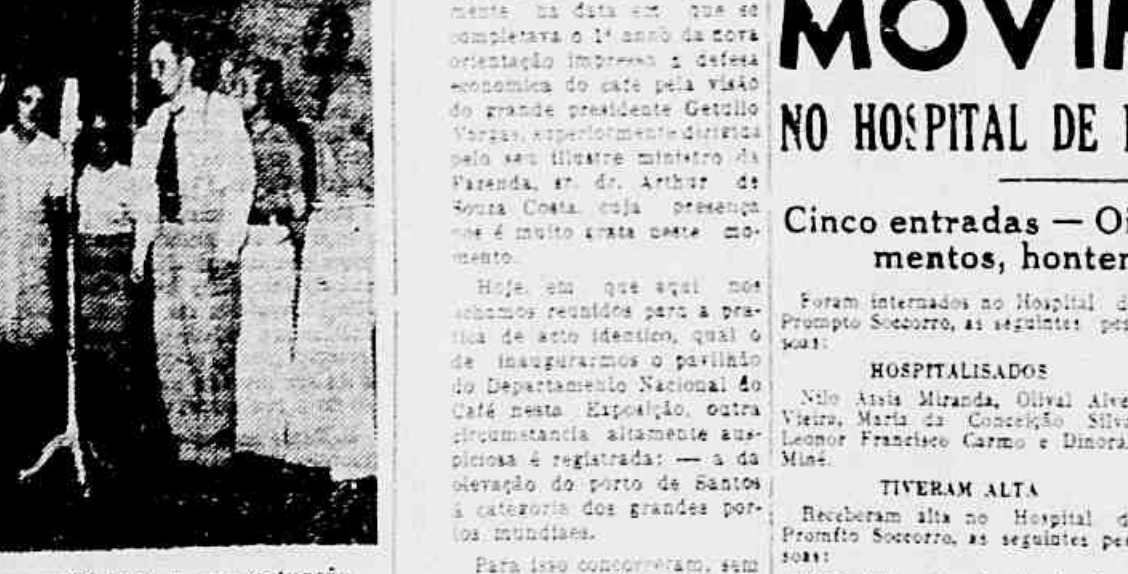 mente na data em que se
completava o 1º anno da nova
orientação impressa á defesa
economica do café pela visão
do grande presidente Getulio
Vargas, superiormente dirigida
pelo seu illustre ministro da
Fazenda, sr. dr. Arthur de
Souza Costa, cuja presença
nos é muito grata neste mo-
mento.
Hoje, em que aqui nos
achamos reunidos para a pra-
tica de acto identico, qual o
de inaugurarmos o pavilhão
do Departamento Nacional do
Café nesta Exposição, outra
circumstancia altamente aus-
piciosa é registrada: — a da
elevação do porto de Santos
á categoria dos grandes por-
tos mundiaes.
Para isso concorreram, sem
MOVI
NO HOSPITAL DE
Cinco entradas — Oi
mentos, honte
Foram internados no Hospital d
Prompto Soccorro, as seguintes pes
soas:
HOSPITALISADOS
Nilo Assis Miranda, Olival Alve
Vieira, Maria da Conceição Silva
Leonor Francisco Carmo e Dinorá
Miné.
TIVERAM ALTA
Receberam alta no Hospital d
Promfto Soccorro, as seguintes pes
soas: